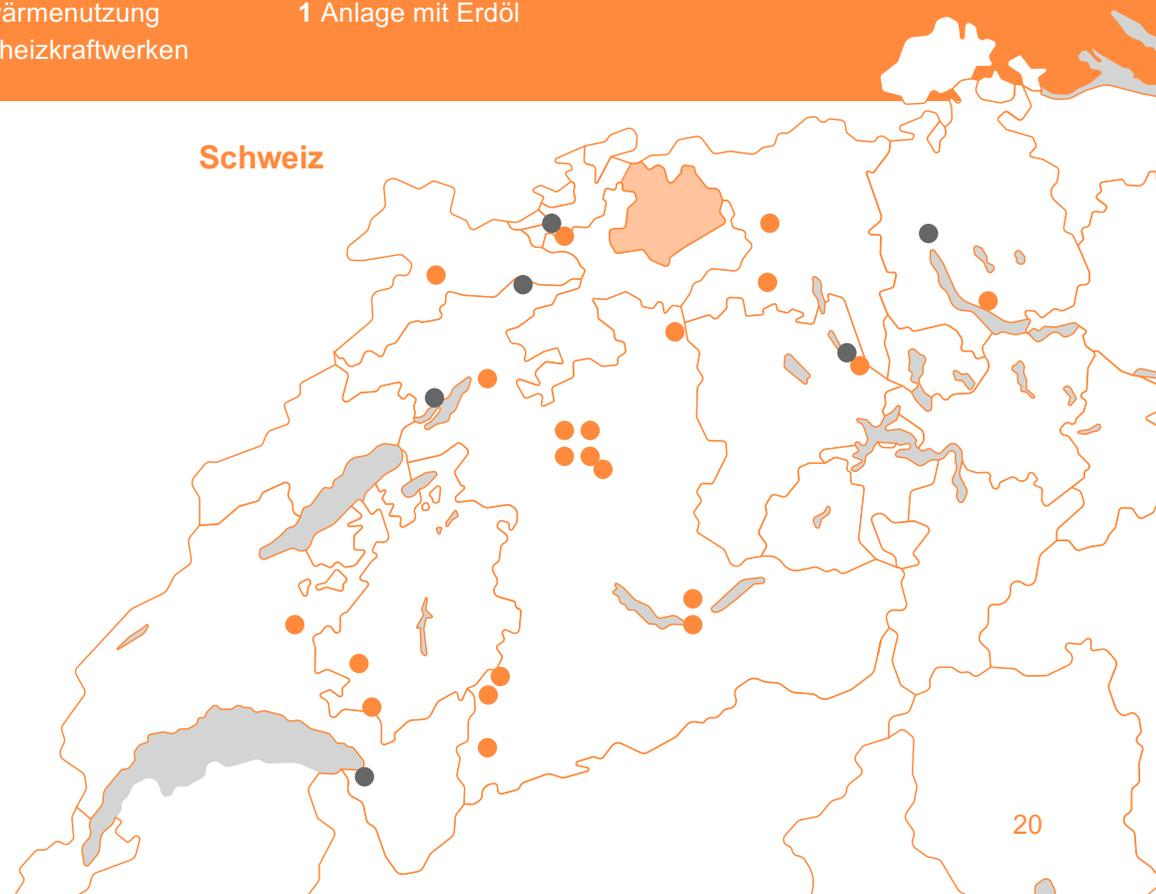 ärmenutzung
1 Anlage mit Erdöl
heizkraftwerken
Schweiz
20